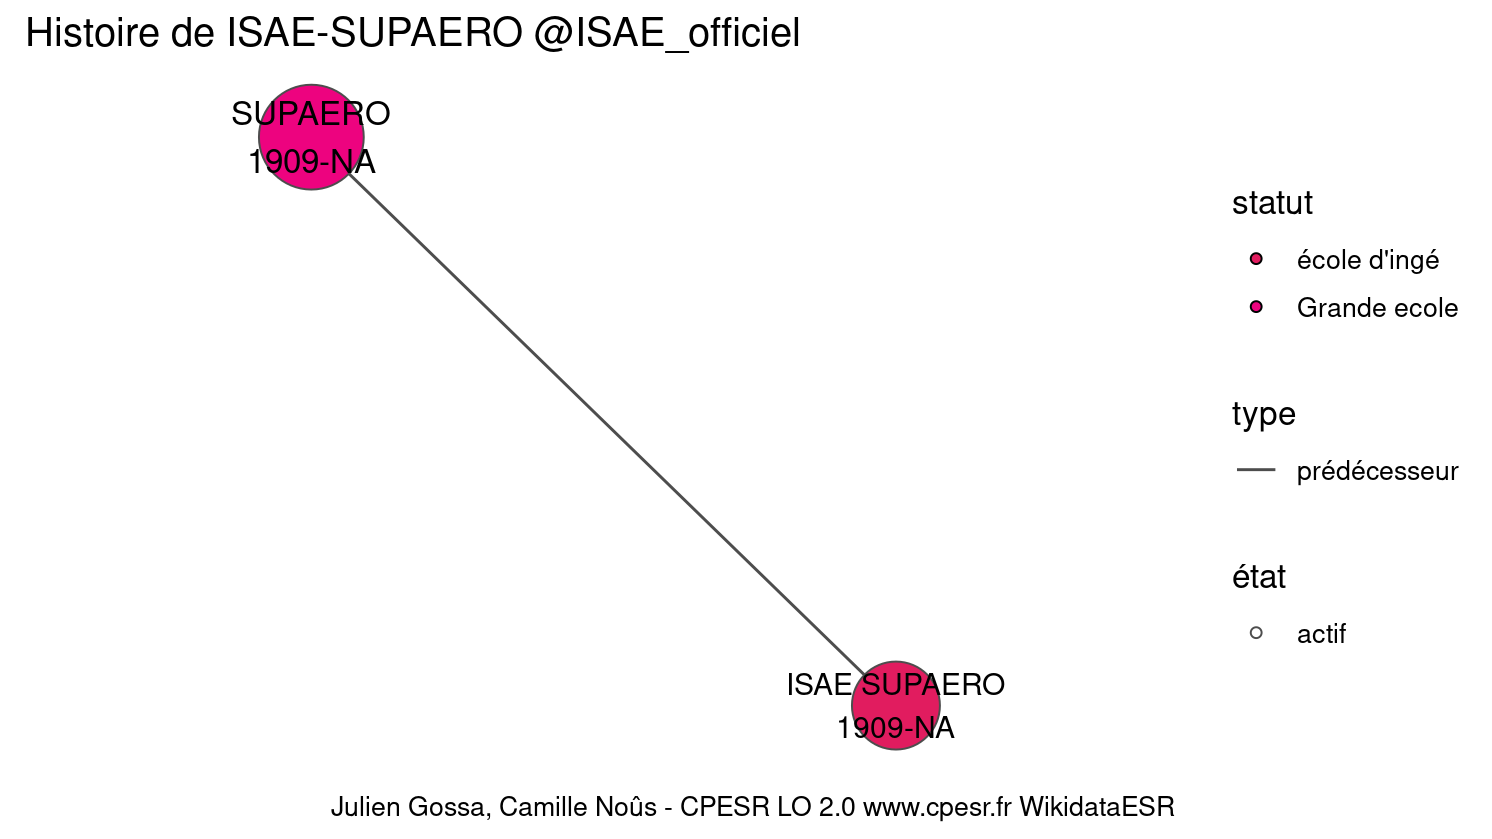 Histoire de ISAE-SUPAERO @ISAE_officiel
SUPAERO
1909-NA
statut
école d'ingé
Grande ecole
type
prédécesseur
état
actif
ISAE SUPAERO
1909-NA
Julien Gossa, Camille Noûs - CPESR LO 2.0 www.cpesr.fr WikidataESR